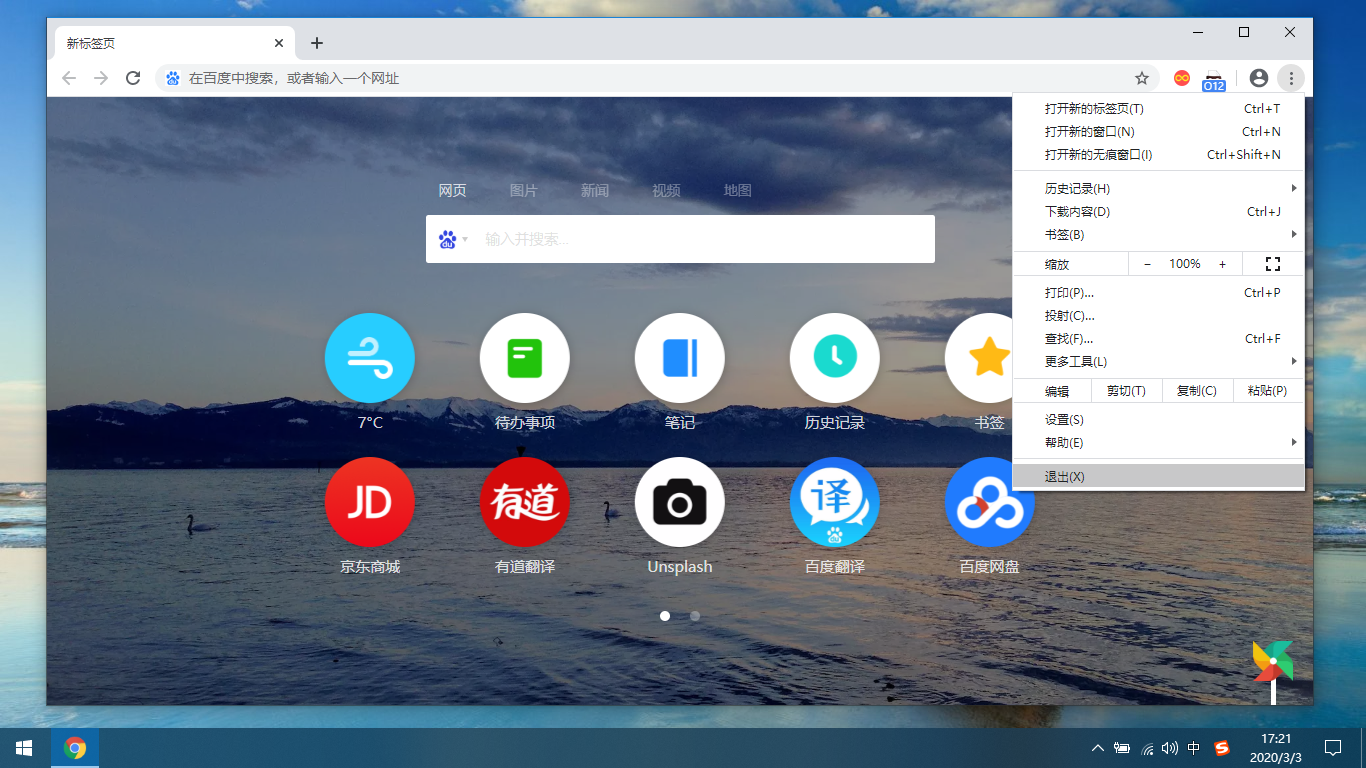 新标签页
在百度中搜索，或者输入一个网址
O12
打开新的标签页(T) Ctrl+T
打开新的窗口(N) Ctrl+N
打开新的无痕窗口(I) Ctrl+Shift+N
历史记录(H)
下载内容(D) Ctrl+J
书签(B)
缩放 − 100% +
打印(P)... Ctrl+P
投射(C)...
查找(F)... Ctrl+F
更多工具(L)
编辑 剪切(T) 复制(C) 粘贴(P)
设置(S)
帮助(E)
退出(X)
网页 图片 新闻 视频 地图
du 输入并搜索...
7°C 待办事项 笔记 历史记录 书签
JD 有道 译
京东商城 有道翻译 Unsplash 百度翻译 百度网盘
中 S 17:21
2020/3/3